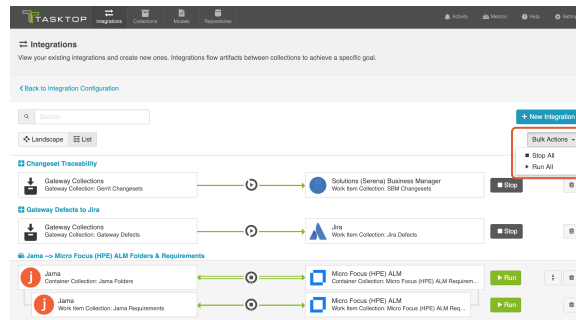 TASKTOP
Integrations
Collections
Models
Repositories
Activity
Metrics
Help
Settin
Integrations
View your existing integrations and create new ones. Integrations flow artifacts between collections to achieve a specific goal.
Back to Integration Configuration
Search
+ New Integration
Landscape
List
Bulk Actions
Stop All
Run All
Changeset Traceability
Gateway Collections
Gateway Collection: Gerrit Changesets
Solutions (Serena) Business Manager
Work Item Collection: SBM Changesets
Stop
Gateway Defects to Jira
Gateway Collections
Gateway Collection: Gateway Defects
Jira
Work Item Collection: Jira Defects
Stop
Jama --> Micro Focus (HPE) ALM Folders & Requirements
Jama
Container Collection: Jama Folders
Micro Focus (HPE) ALM
Container Collection: Micro Focus (HPE) ALM Requirem...
Run
Jama
Work Item Collection: Jama Requirements
Micro Focus (HPE) ALM
Work Item Collection: Micro Focus (HPE) ALM Req...
Run